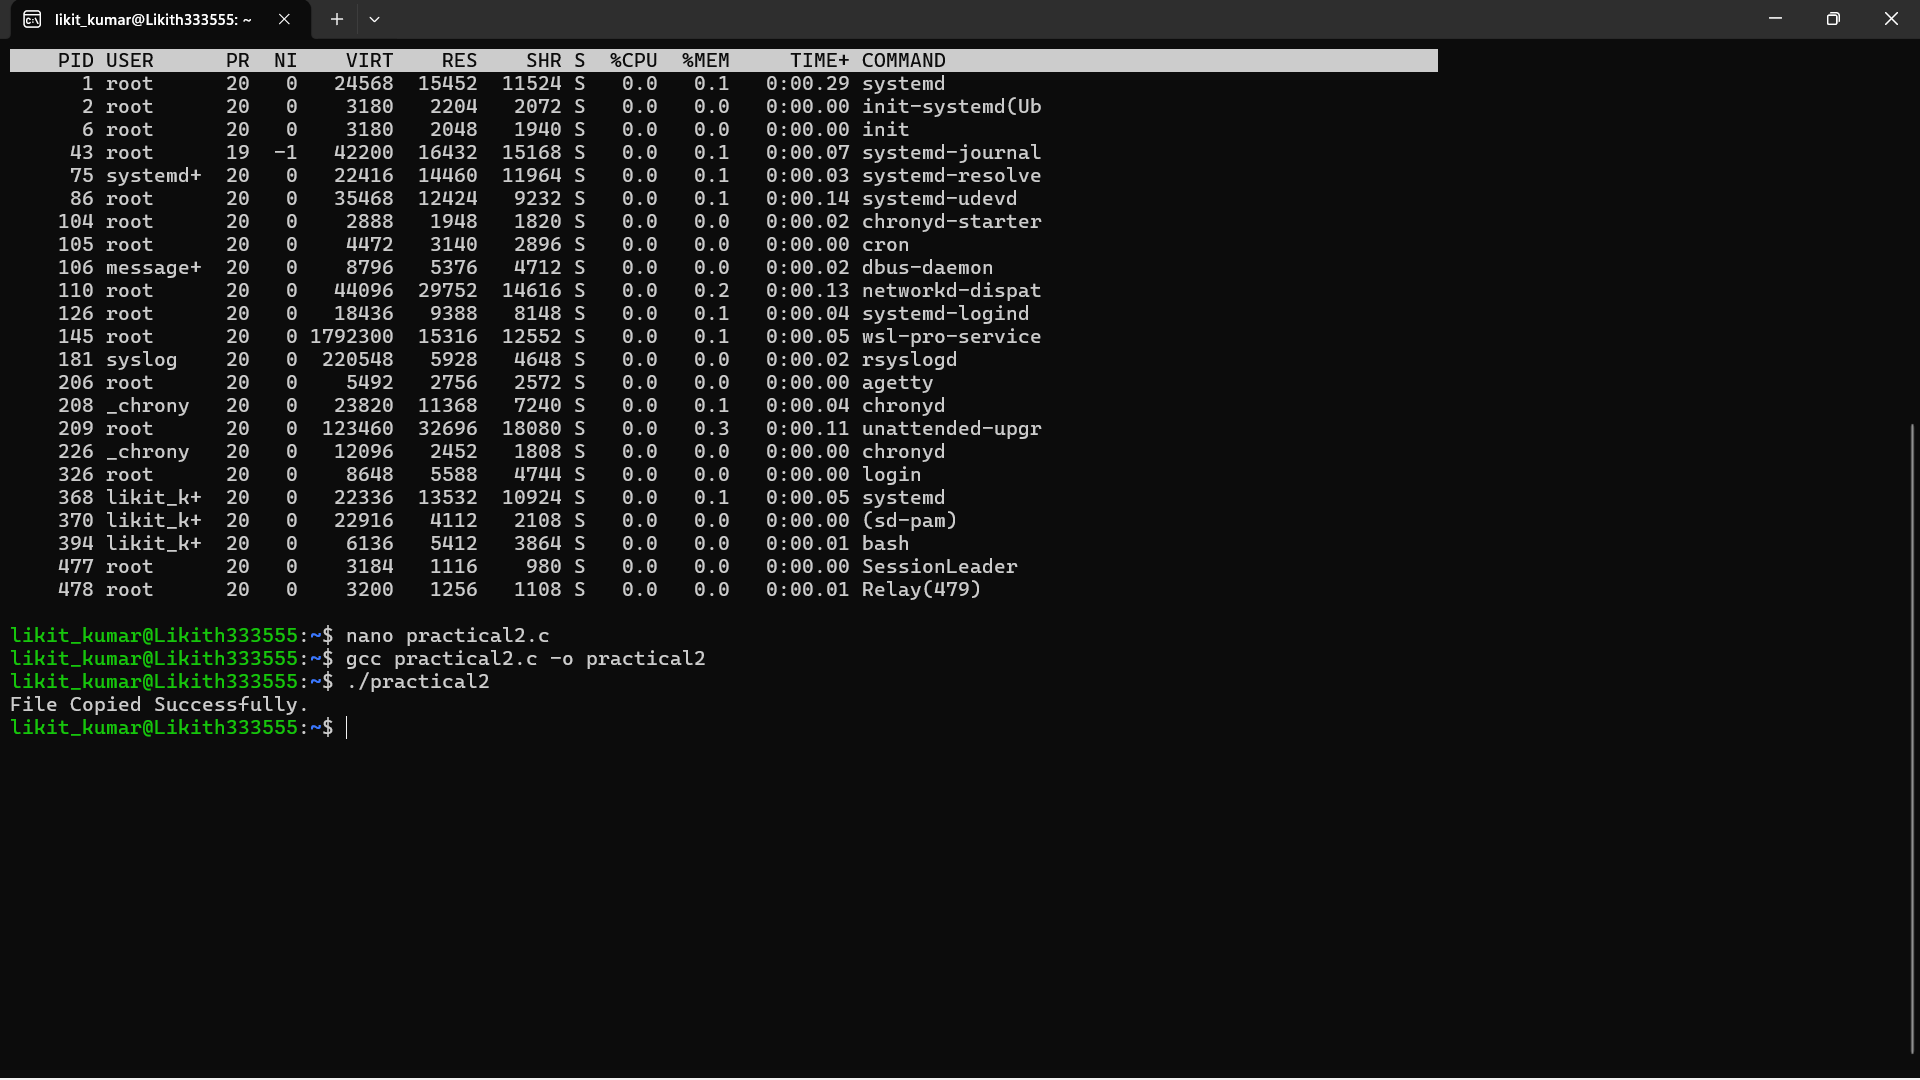 likit_kumar@Likith333555: ~
PID USER PR NI VIRT RES SHR S %CPU %MEM TIME+ COMMAND
1 root 20 0 24568 15452 11524 S 0.0 0.1 0:00.29 systemd
2 root 20 0 3180 2204 2072 S 0.0 0.0 0:00.00 init-systemd(Ub
6 root 20 0 3180 2048 1940 S 0.0 0.0 0:00.00 init
43 root 19 -1 42200 16432 15168 S 0.0 0.1 0:00.07 systemd-journal
75 systemd+ 20 0 22416 14460 11964 S 0.0 0.1 0:00.03 systemd-resolve
86 root 20 0 35468 12424 9232 S 0.0 0.1 0:00.14 systemd-udevd
104 root 20 0 2888 1948 1820 S 0.0 0.0 0:00.02 chronyd-starter
105 root 20 0 4472 3140 2896 S 0.0 0.0 0:00.00 cron
106 message+ 20 0 8796 5376 4712 S 0.0 0.0 0:00.02 dbus-daemon
110 root 20 0 44096 29752 14616 S 0.0 0.2 0:00.13 networkd-dispat
126 root 20 0 18436 9388 8148 S 0.0 0.1 0:00.04 systemd-logind
145 root 20 0 1792300 15316 12552 S 0.0 0.1 0:00.05 wsl-pro-service
181 syslog 20 0 220548 5928 4648 S 0.0 0.0 0:00.02 rsyslogd
206 root 20 0 5492 2756 2572 S 0.0 0.0 0:00.00 agetty
208 _chrony 20 0 23820 11368 7240 S 0.0 0.1 0:00.04 chronyd
209 root 20 0 123460 32696 18080 S 0.0 0.3 0:00.11 unattended-upgr
226 _chrony 20 0 12096 2452 1808 S 0.0 0.0 0:00.00 chronyd
326 root 20 0 8648 5588 4744 S 0.0 0.0 0:00.00 login
368 likit_k+ 20 0 22336 13532 10924 S 0.0 0.1 0:00.05 systemd
370 likit_k+ 20 0 22916 4112 2108 S 0.0 0.0 0:00.00 (sd-pam)
394 likit_k+ 20 0 6136 5412 3864 S 0.0 0.0 0:00.01 bash
477 root 20 0 3184 1116 980 S 0.0 0.0 0:00.00 SessionLeader
478 root 20 0 3200 1256 1108 S 0.0 0.0 0:00.01 Relay(479)
likit_kumar@Likith333555:~$ nano practical2.c
likit_kumar@Likith333555:~$ gcc practical2.c -o practical2
likit_kumar@Likith333555:~$ ./practical2
File Copied Successfully.
likit_kumar@Likith333555:~$